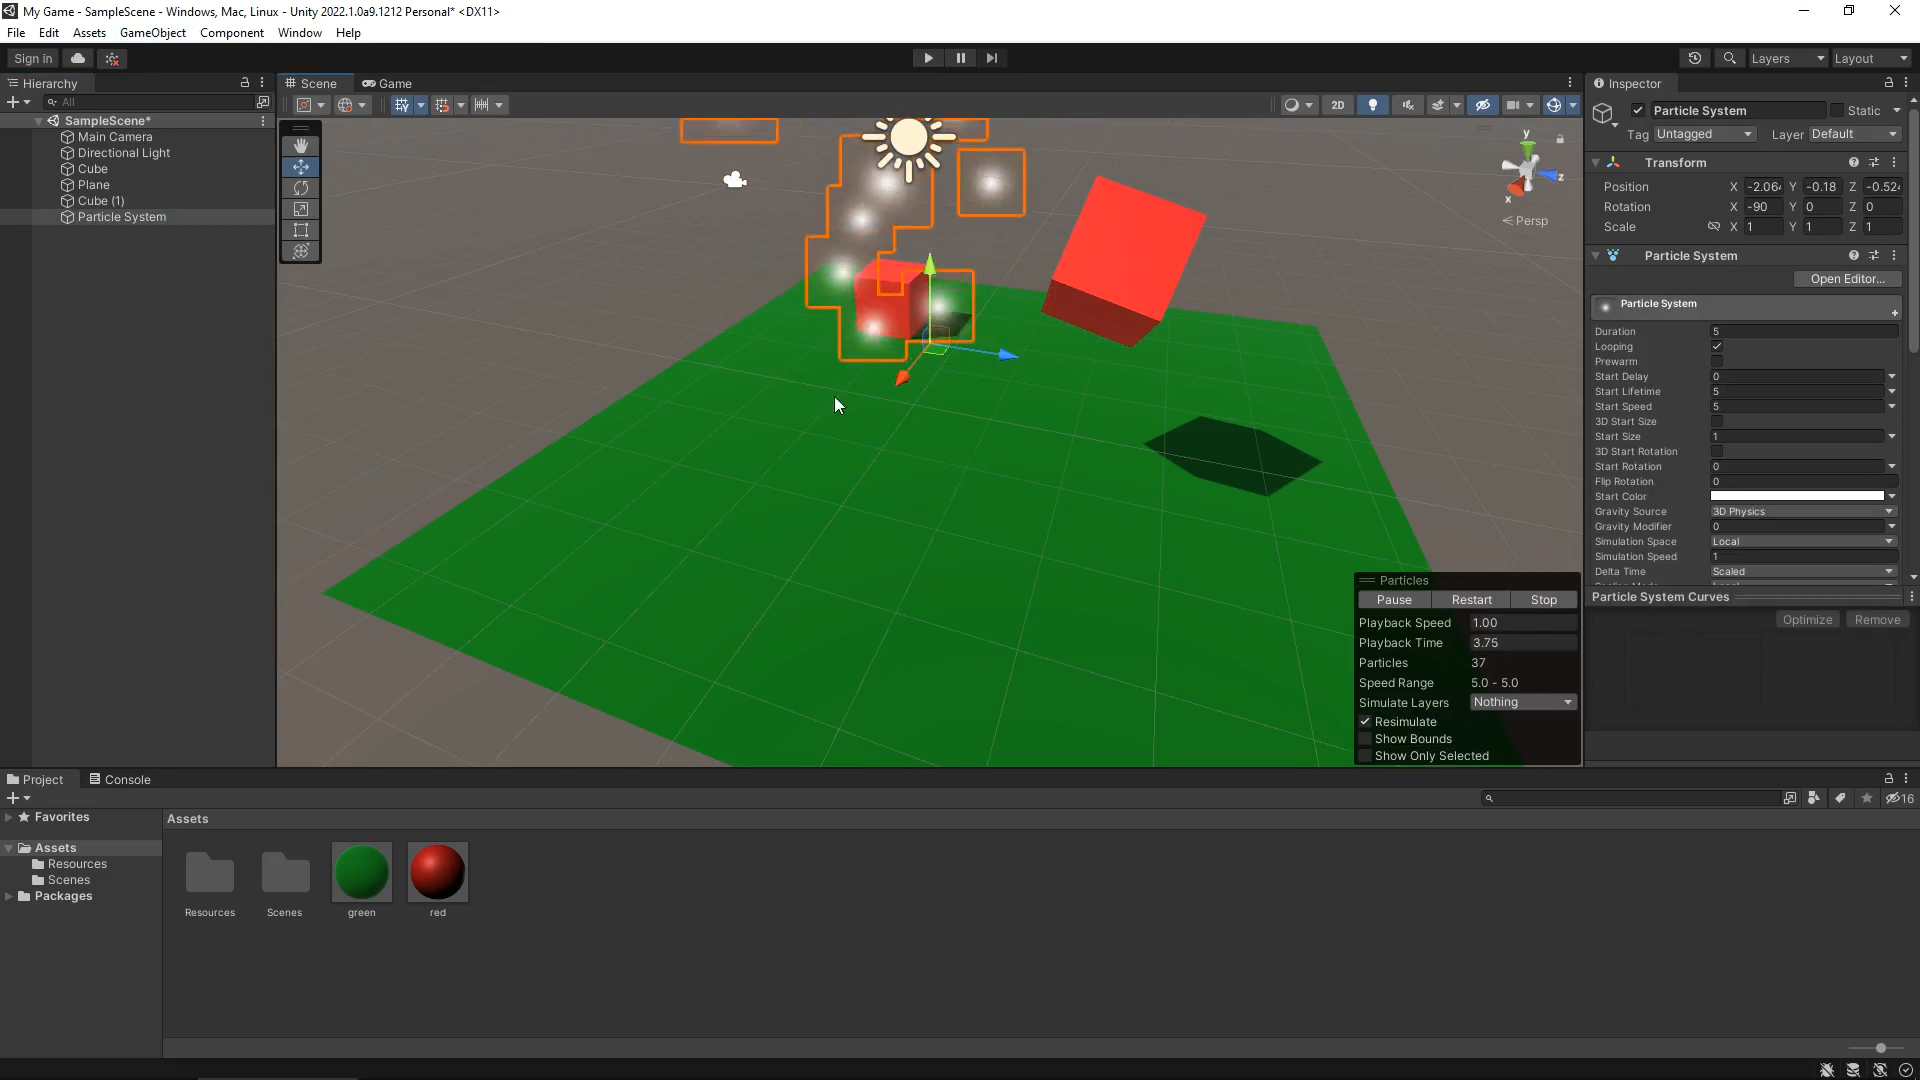 My Game - SampleScene - Windows, Mac, Linux - Unity 2022.1.0a9.1212 Personal* <DX11>
File Edit Assets GameObject Component Window Help
Sign in Layers Layout
Hierarchy
All
SampleScene*
Main Camera
Directional Light
Cube
Plane
Cube (1)
Particle System
Scene Game
2D
y
z
x
Persp
Particles
Pause Restart Stop
Playback Speed 1.00
Playback Time 3.75
Particles 37
Speed Range 5.0 - 5.0
Simulate Layers Nothing
Resimulate
Show Bounds
Show Only Selected
Inspector
Particle System Static
Tag Untagged Layer Default
Transform
Position X -2.064 Y -0.18 Z -0.524
Rotation X -90 Y 0 Z 0
Scale X 1 Y 1 Z 1
Particle System
Open Editor...
Particle System
Duration 5
Looping
Prewarm
Start Delay 0
Start Lifetime 5
Start Speed 5
3D Start Size
Start Size 1
3D Start Rotation
Start Rotation 0
Flip Rotation 0
Start Color
Gravity Source 3D Physics
Gravity Modifier 0
Simulation Space Local
Simulation Speed 1
Delta Time Scaled
Particle System Curves
Optimize Remove
Project Console
16
Favorites
Assets
Resources
Scenes
Packages
Assets
Resources Scenes green red